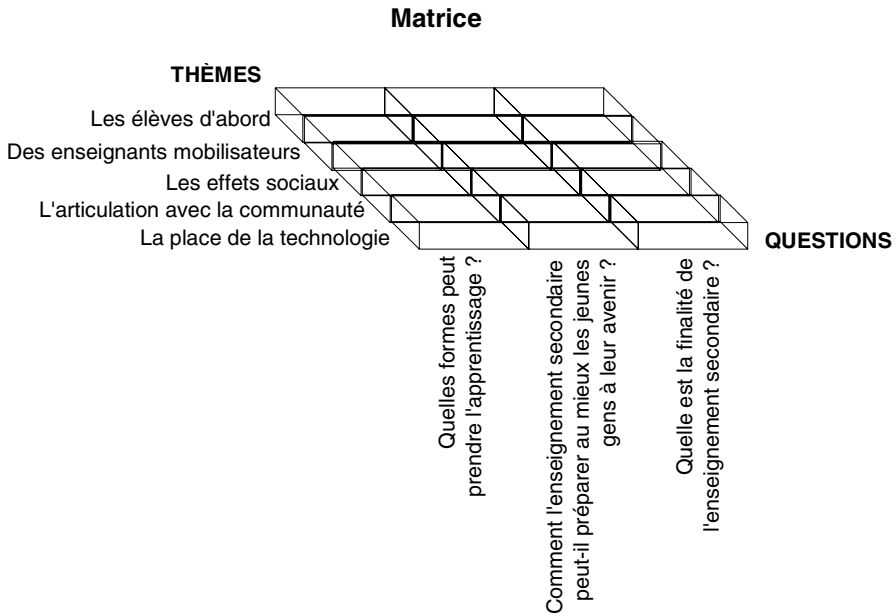 Matrice
THÈMES
Les élèves d'abord
Des enseignants mobilisateurs
Les effets sociaux
L'articulation avec la communauté
La place de la technologie
QUESTIONS
Quelles formes peut
prendre l'apprentissage ?
Comment l'enseignement secondaire
peut-il préparer au mieux les jeunes
gens à leur avenir ?
Quelle est la finalité de
l'enseignement secondaire ?